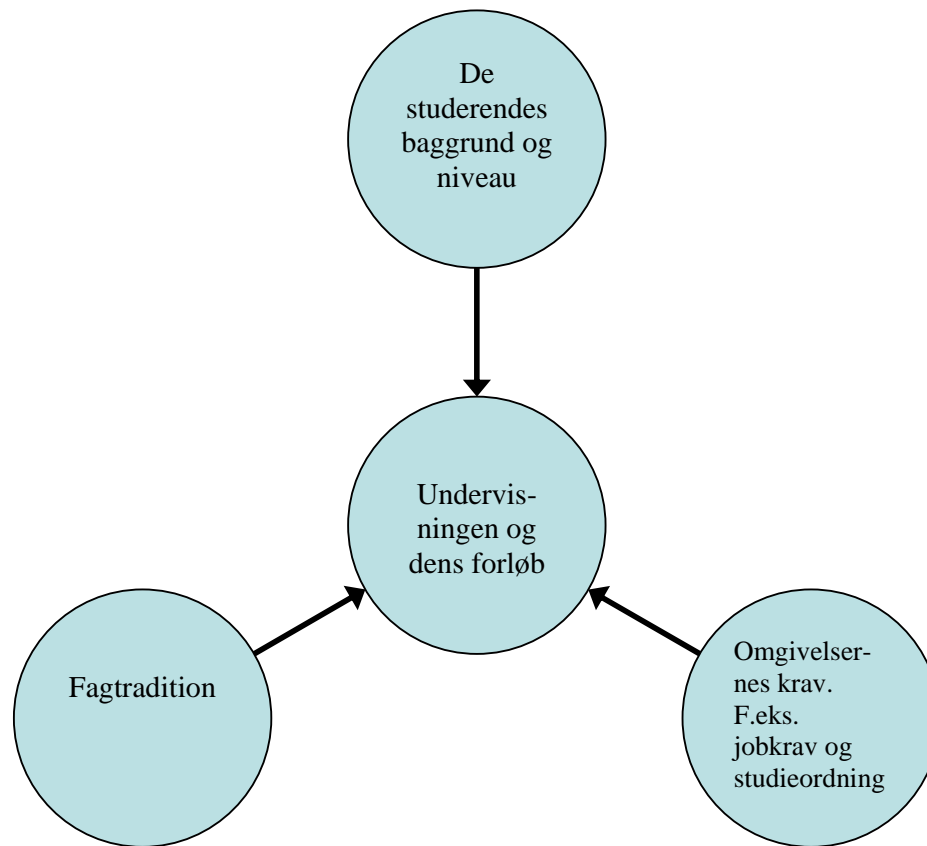 De
studerendes
baggrund og
niveau
Undervis-
ningen og
dens forløb
Fagtradition
Omgivelser-
nes krav.
F.eks.
jobkrav og
studieordning